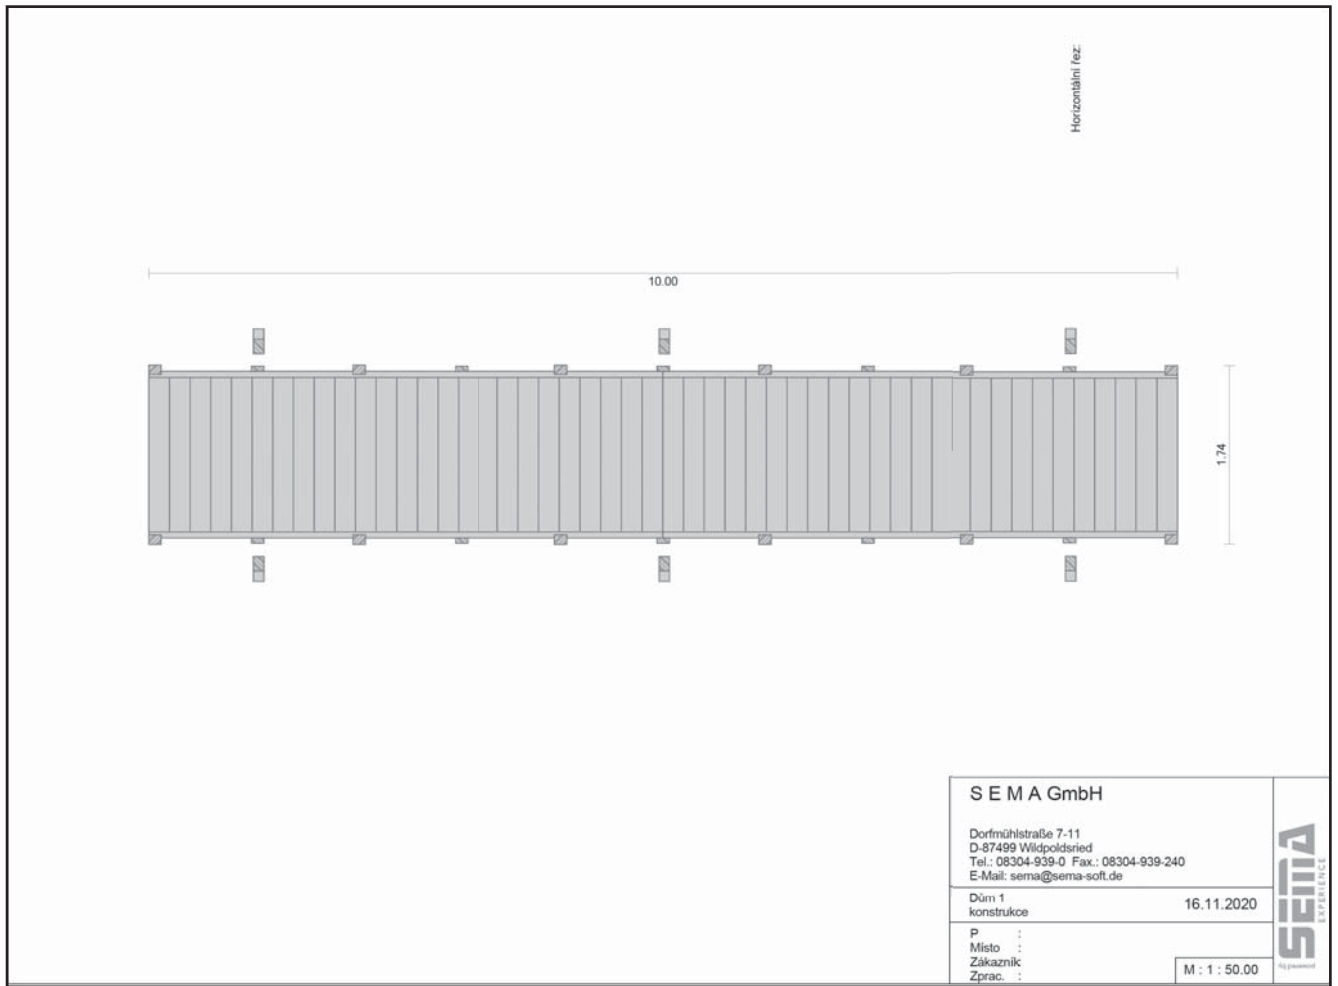 Horizontální řez:
10.00
1.74
S E M A GmbH
Dorfmühlstraße 7-11
D-87499 Wildpoldsried
Tel.: 08304-939-0 Fax.: 08304-939-240
E-Mail: sema@sema-soft.de
Dům 1
konstrukce
16.11.2020
P :
Místo :
Zákazník
Zprac. :
M : 1 : 50.00
SEMA
EXPERIENCE